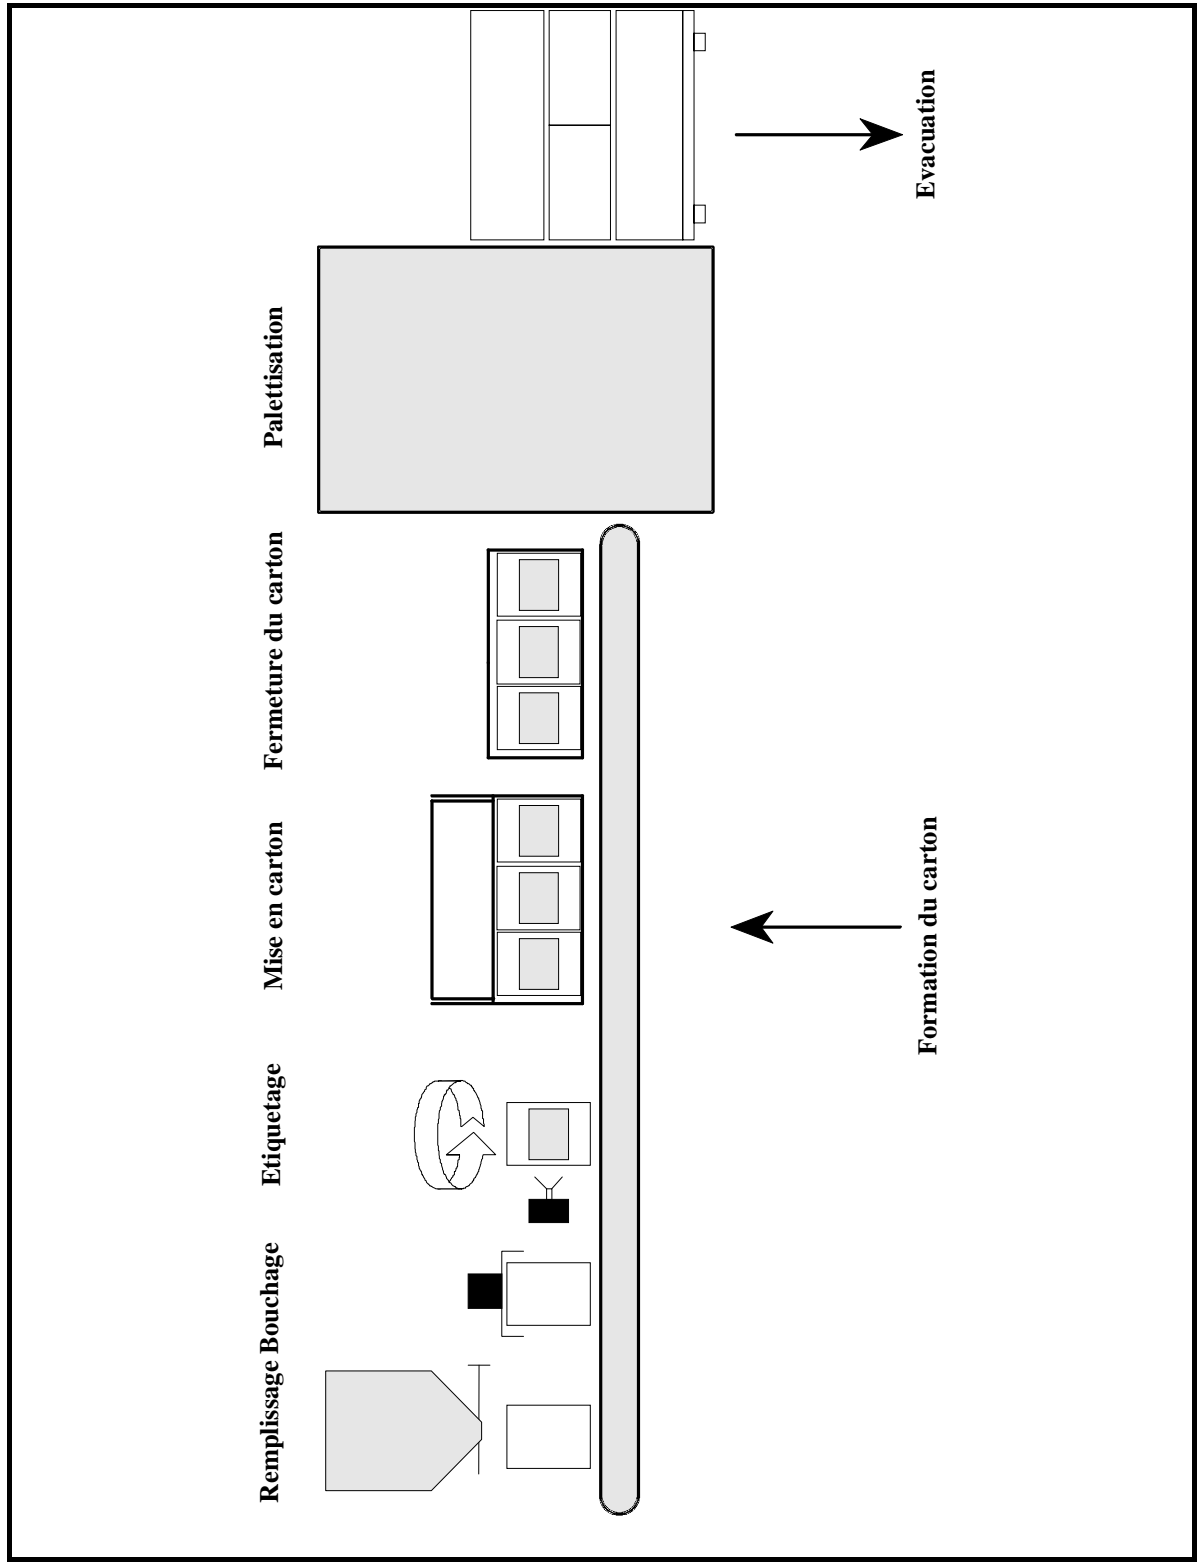 Remplissage Bouchage
Etiquetage
Mise en carton
Fermeture du carton
Palettisation
Formation du carton
Evacuation